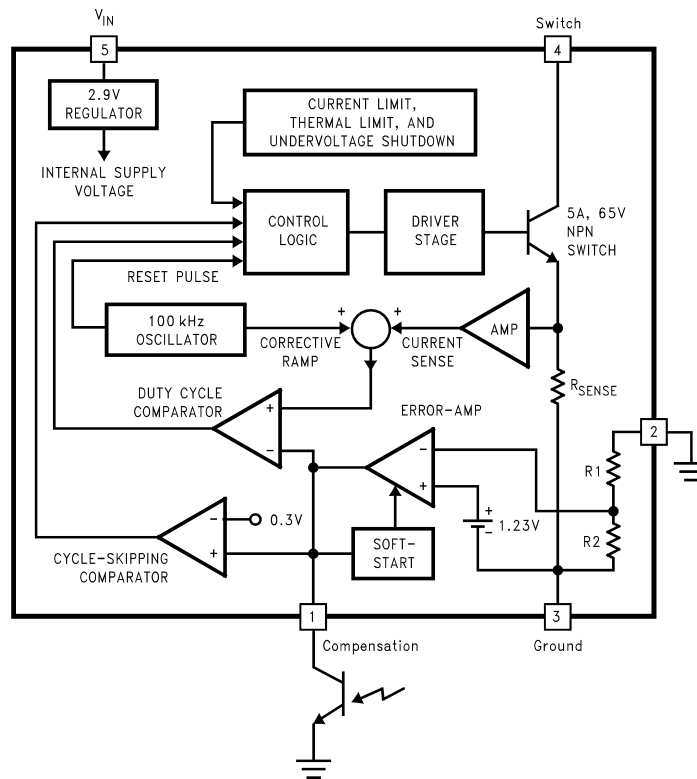 VIN
Switch
5
4
2.9V
REGULATOR
CURRENT LIMIT,
THERMAL LIMIT, AND
UNDERVOLTAGE SHUTDOWN
INTERNAL SUPPLY
VOLTAGE
CONTROL
LOGIC
DRIVER
STAGE
5A, 65V
NPN
SWITCH
RESET PULSE
100 kHz
OSCILLATOR
+
+
CORRECTIVE
RAMP
CURRENT
SENSE
AMP
RSENSE
DUTY CYCLE
COMPARATOR
+
−
ERROR-AMP
−
+
2
R1
R2
+
1.23V
−
−
0.3V
+
SOFT-
START
CYCLE-SKIPPING
COMPARATOR
1
3
Compensation
Ground